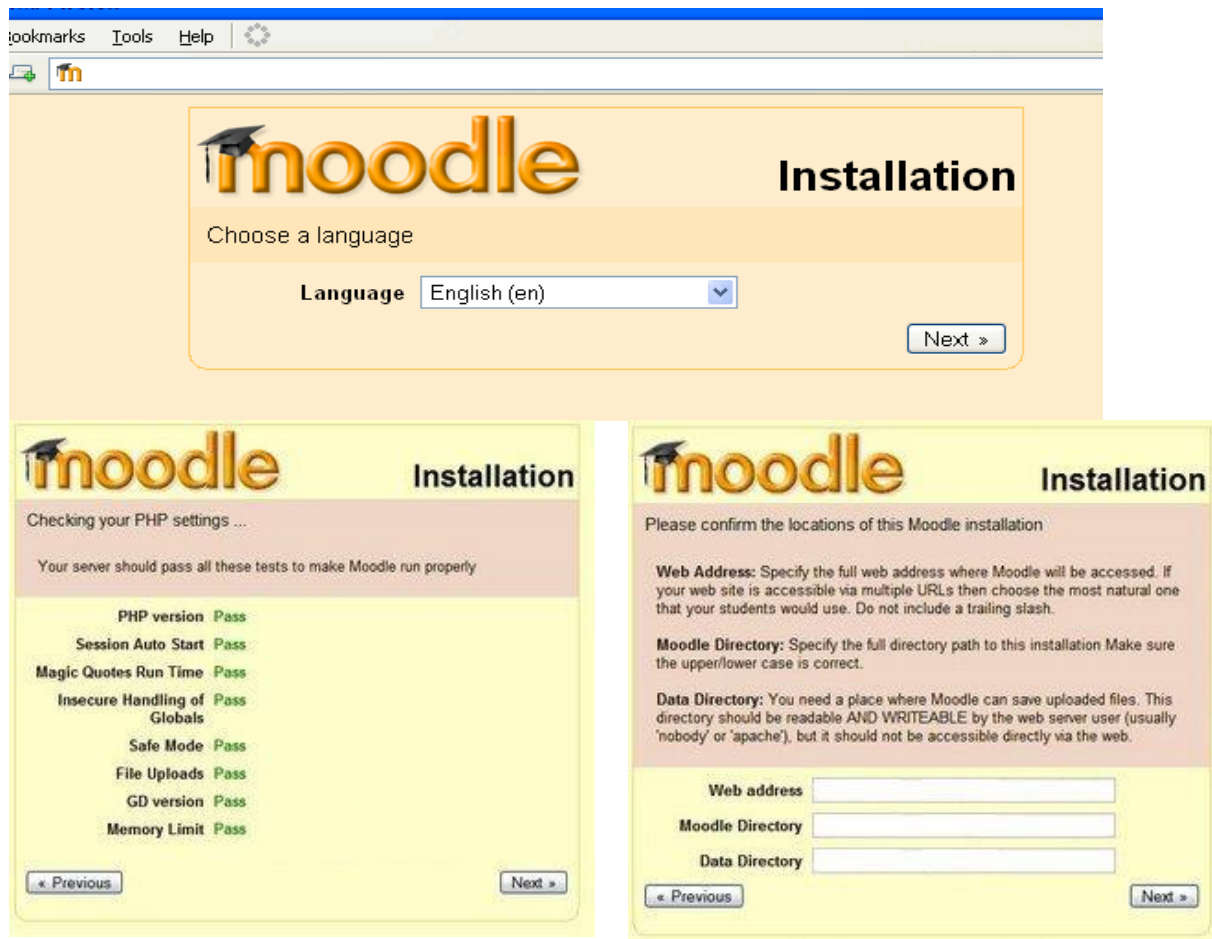 Tools Help
moodle
Installation
Choose a language
Language English (en)
Next »
moodle
Installation
Checking your PHP settings ...
Your server should pass all these tests to make Moodle run properly
PHP version Pass
Session Auto Start Pass
Magic Quotes Run Time Pass
Insecure Handling of Pass
Globals
Safe Mode Pass
File Uploads Pass
GD version Pass
Memory Limit Pass
« Previous
Next »
moodle
Installation
Please confirm the locations of this Moodle installation
Web Address: Specify the full web address where Moodle will be accessed. If
your web site is accessible via multiple URLs then choose the most natural one
that your students would use. Do not include a trailing slash.
Moodle Directory: Specify the full directory path to this installation Make sure
the upper/lower case is correct.
Data Directory: You need a place where Moodle can save uploaded files. This
directory should be readable AND WRITEABLE by the web server user (usually
'nobody' or 'apache'), but it should not be accessible directly via the web.
Web address
Moodle Directory
Data Directory
« Previous
Next »